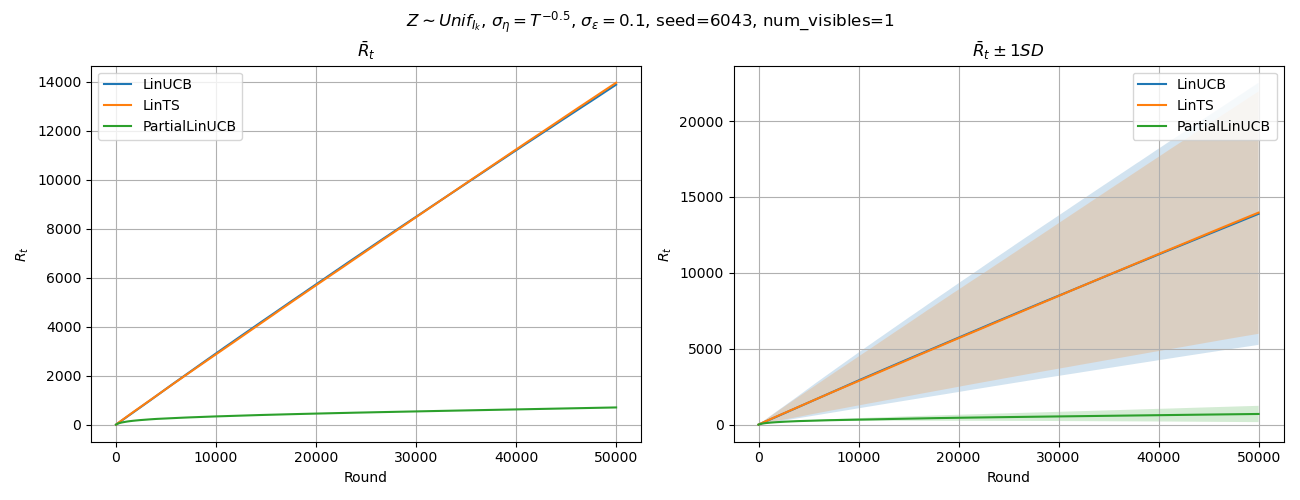 Z ∼ Unif_{I_k}, σ_η = T^{−0.5}, σ_ε = 0.1, seed=6043, num_visibles=1
R̄_t
LinUCB
LinTS
PartialLinUCB
14000
12000
10000
8000
6000
4000
2000
0
R_t
0 10000 20000 30000 40000 50000
Round
R̄_t ± 1SD
LinUCB
LinTS
PartialLinUCB
20000
15000
10000
5000
0
R_t
0 10000 20000 30000 40000 50000
Round